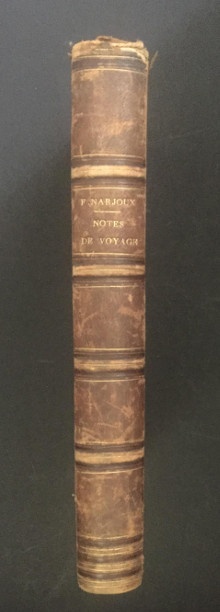 F. NARJOUX
NOTES
DE VOYAGE